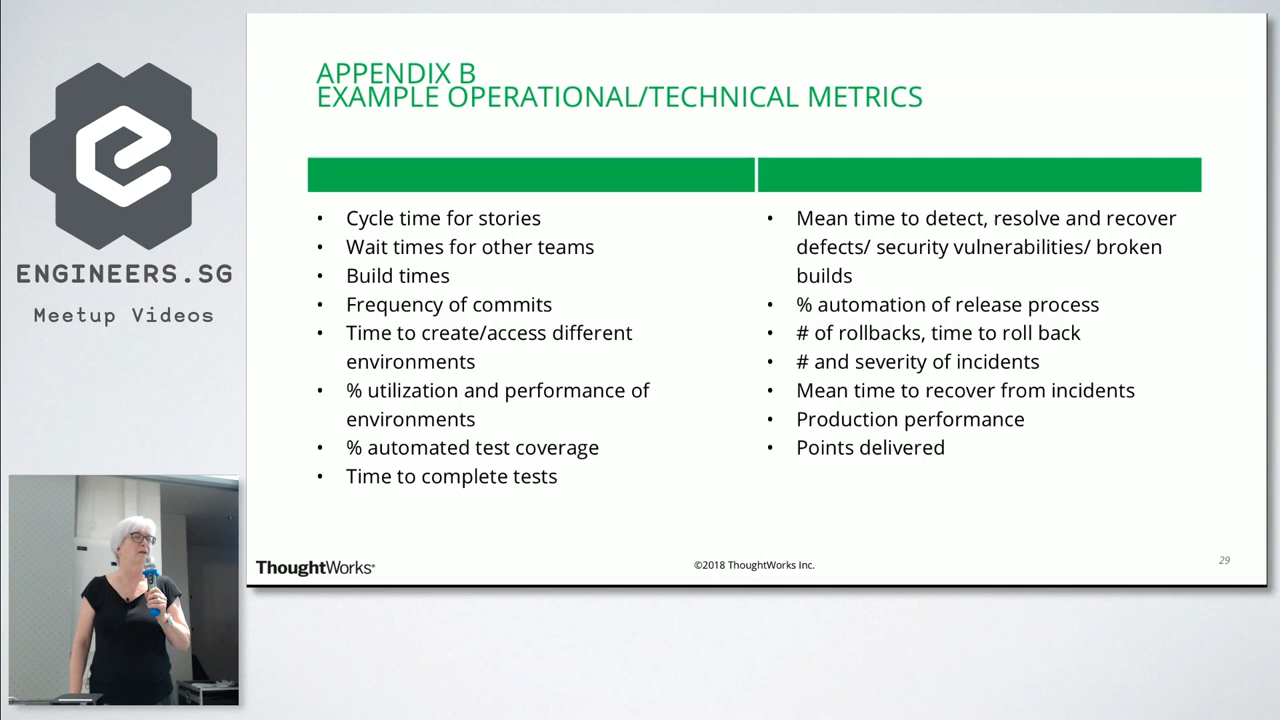 ENGINEERS.SG
Meetup Videos
APPENDIX B
EXAMPLE OPERATIONAL/TECHNICAL METRICS
• Cycle time for stories
• Wait times for other teams
• Build times
• Frequency of commits
• Time to create/access different
environments
• % utilization and performance of
environments
• % automated test coverage
• Time to complete tests
• Mean time to detect, resolve and recover
defects/ security vulnerabilities/ broken
builds
• % automation of release process
• # of rollbacks, time to roll back
• # and severity of incidents
• Mean time to recover from incidents
• Production performance
• Points delivered
ThoughtWorks®
©2018 ThoughtWorks Inc.
29